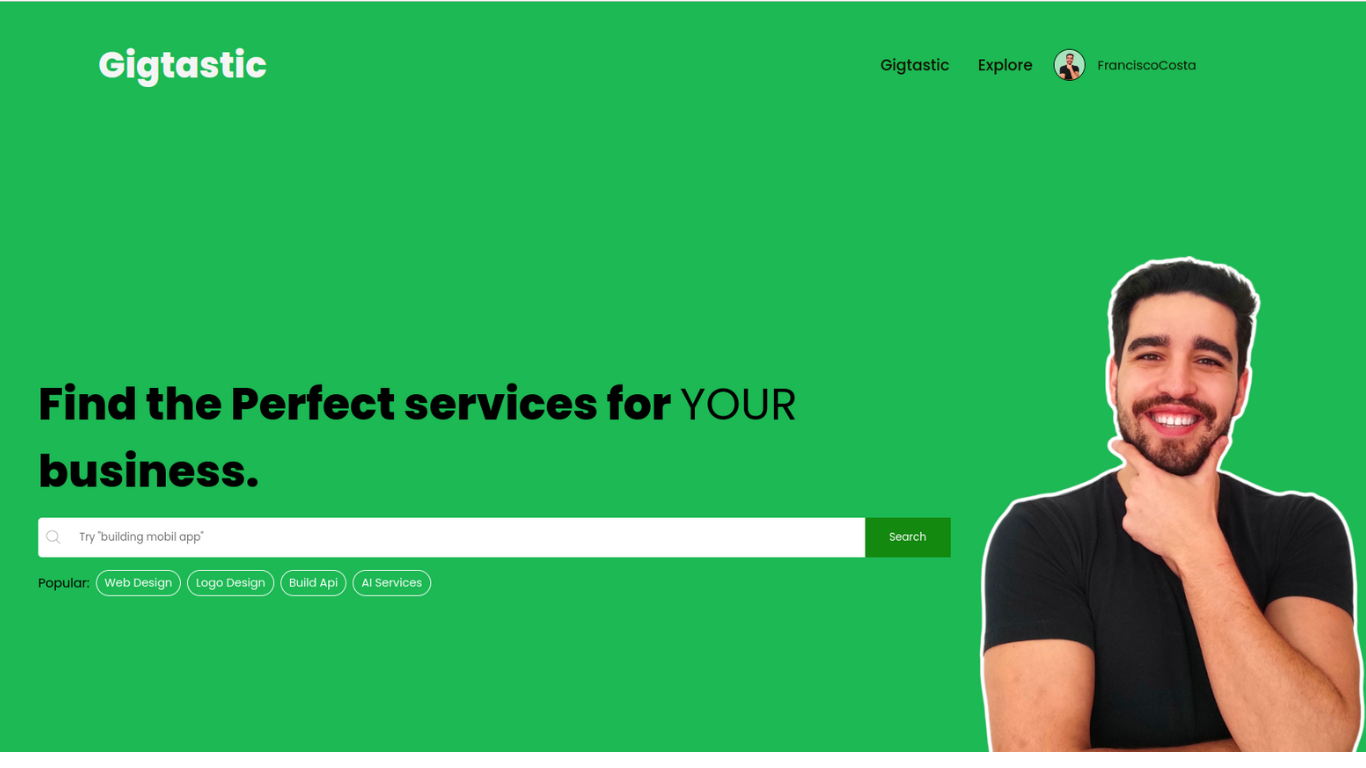 Gigtastic
Gigtastic Explore FranciscoCosta
Find the Perfect services for YOUR
business.
Try "building mobil app"
Search
Popular: Web Design Logo Design Build Api AI Services